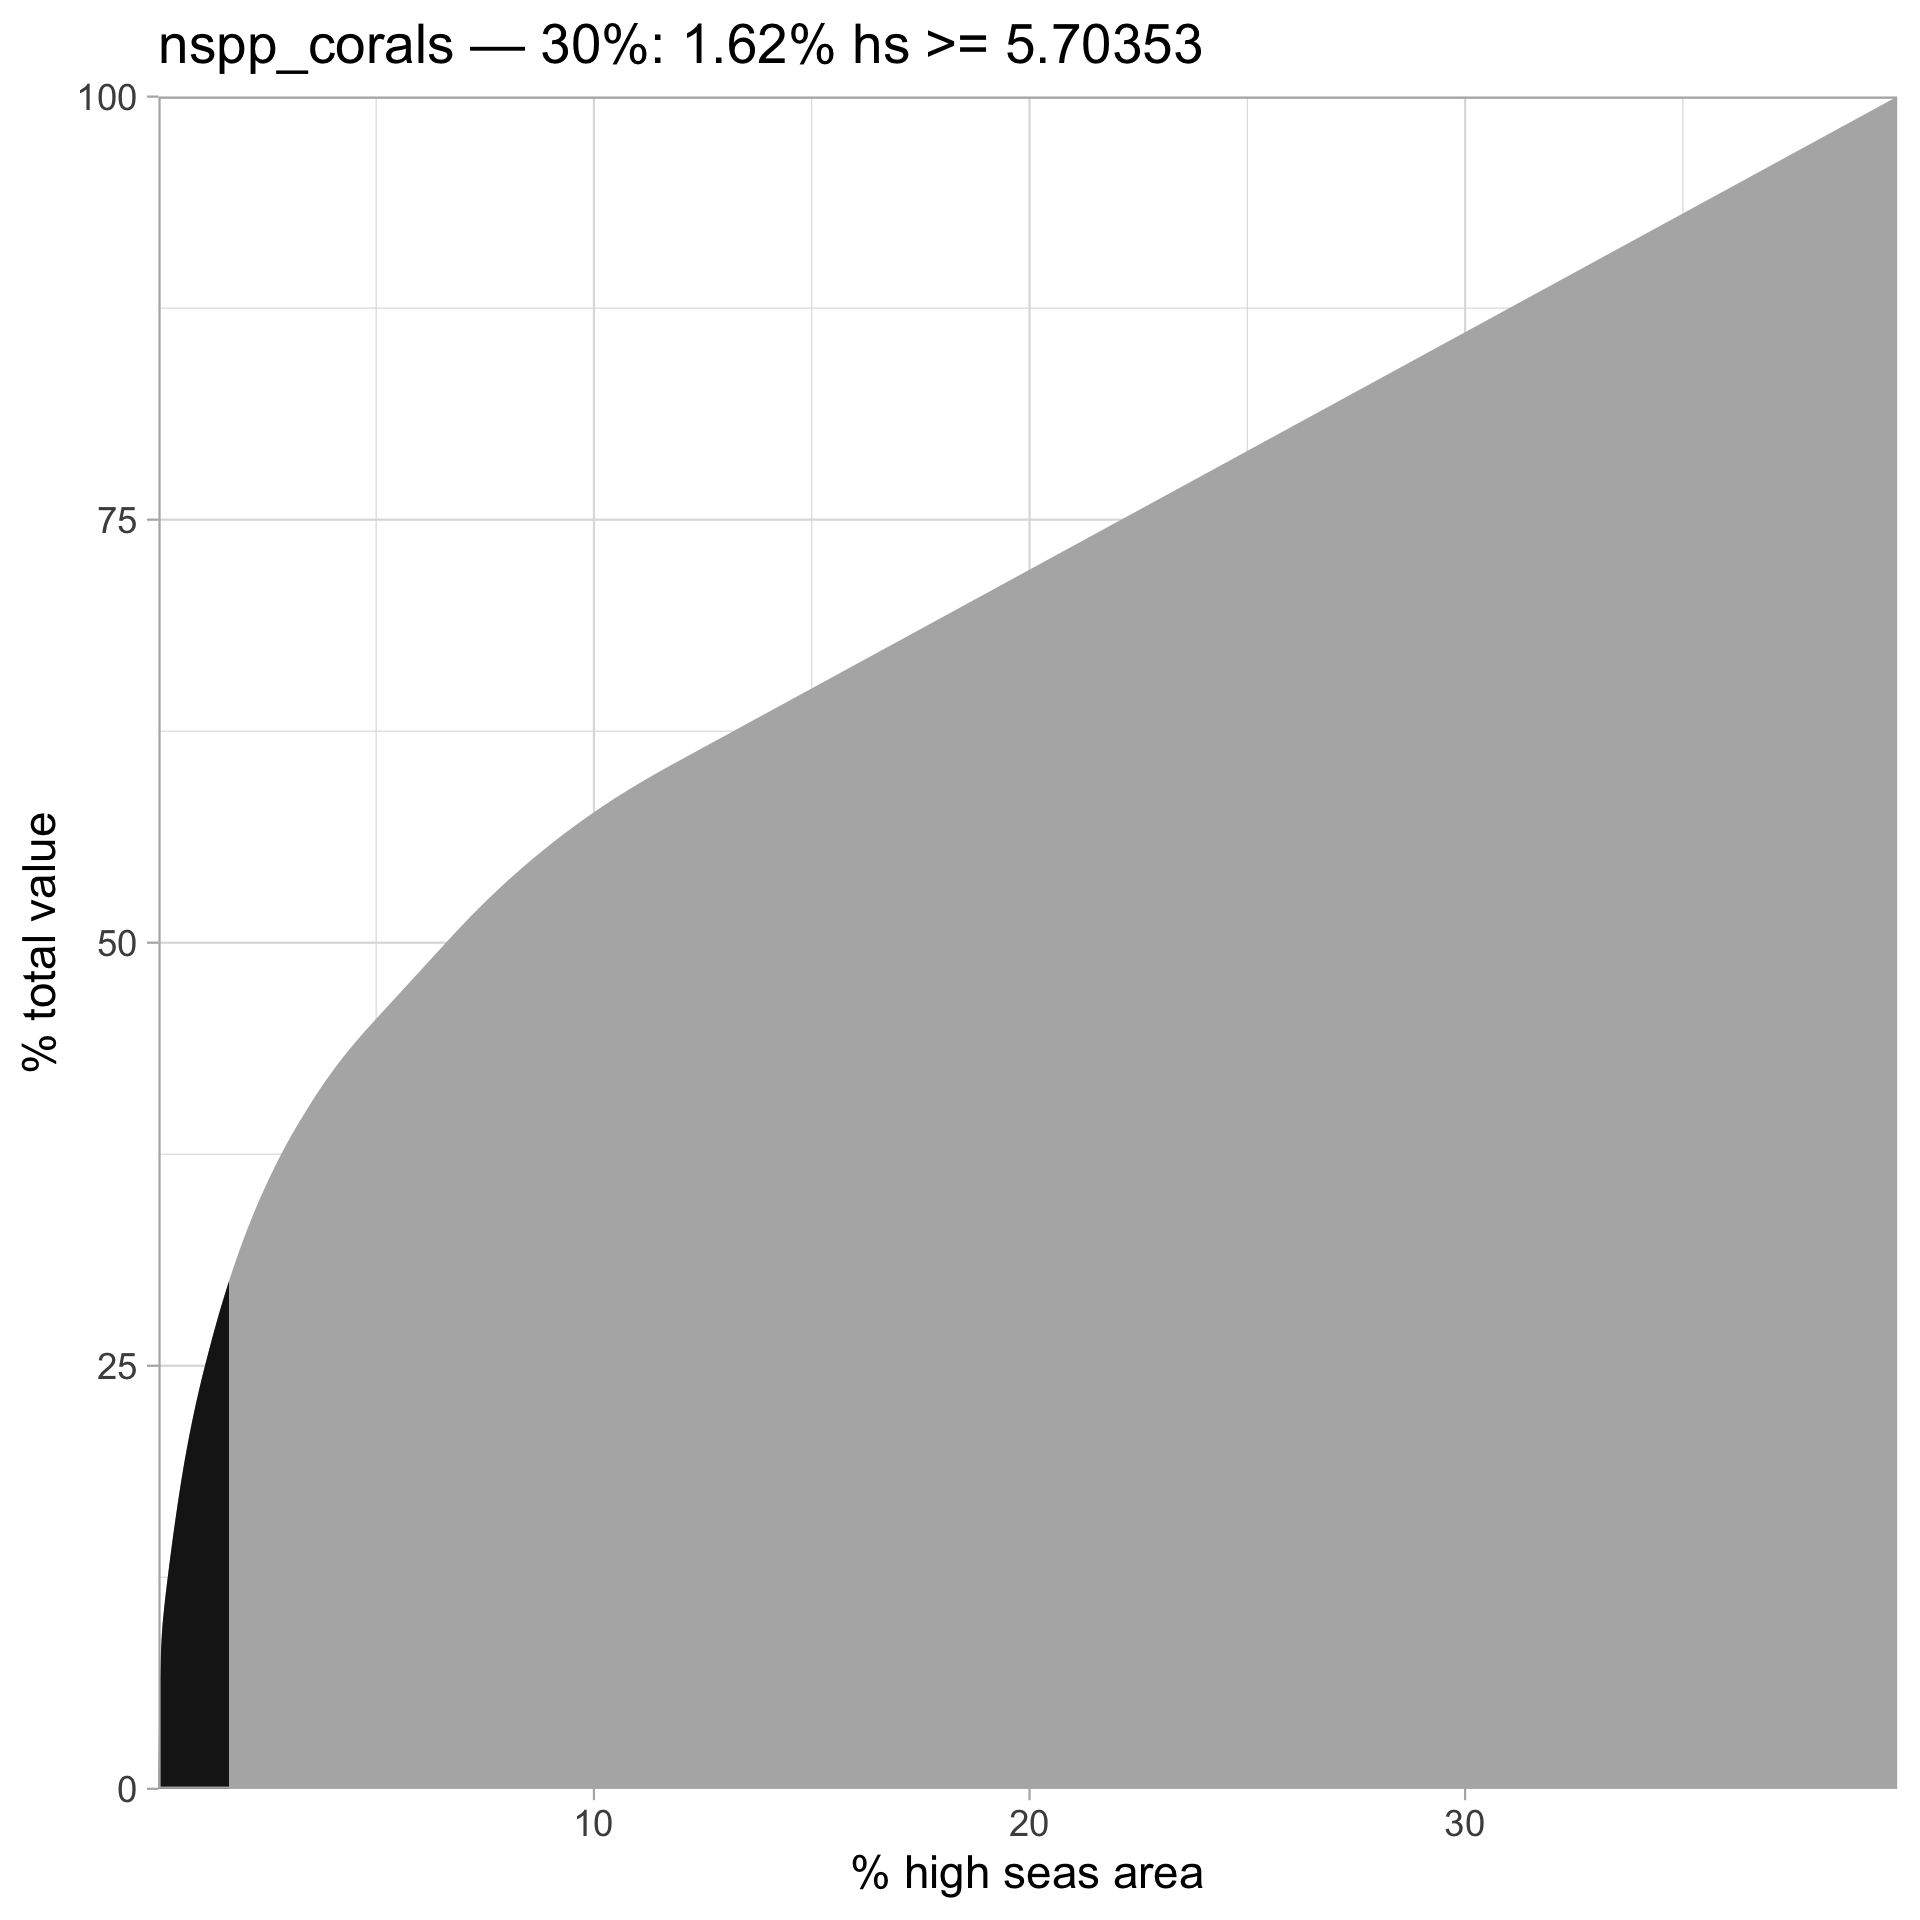 nspp_corals — 30%: 1.62% hs >= 5.70353
100
75
50
25
0
% total value
10 20 30
% high seas area